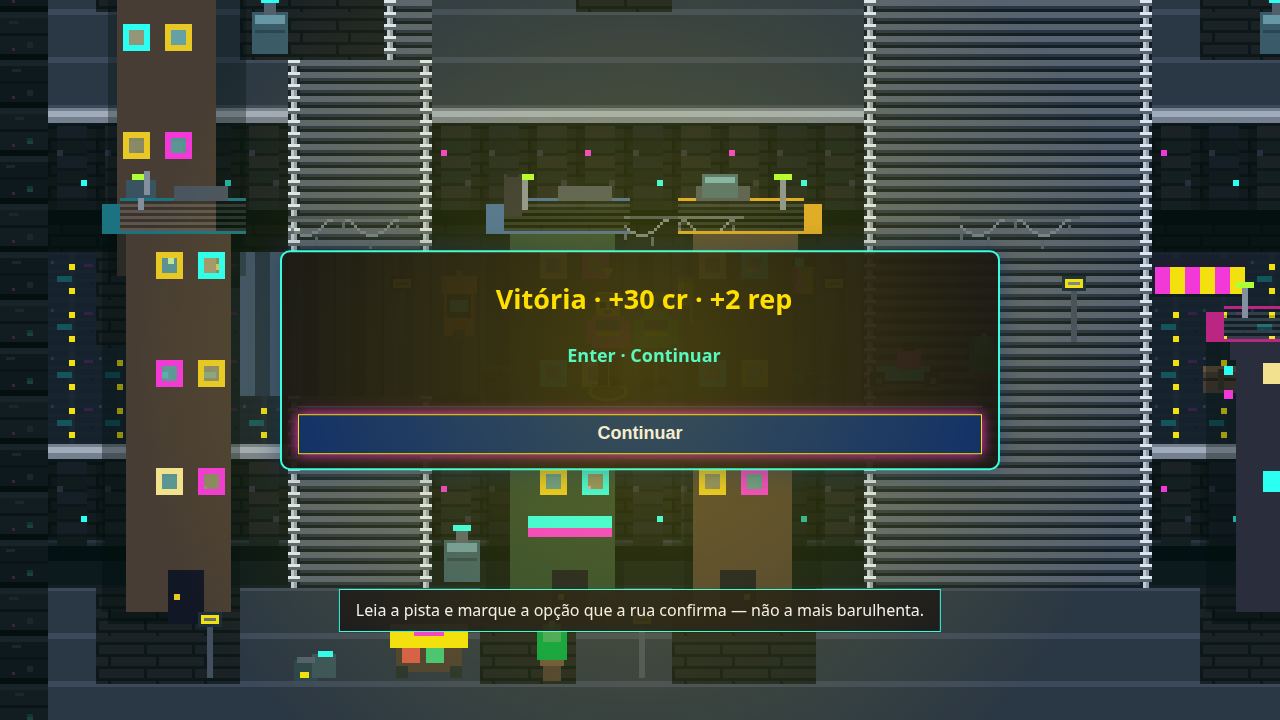 Vitória · +30 cr · +2 rep
Enter · Continuar
Continuar
Leia a pista e marque a opção que a rua confirma — não a mais barulhenta.